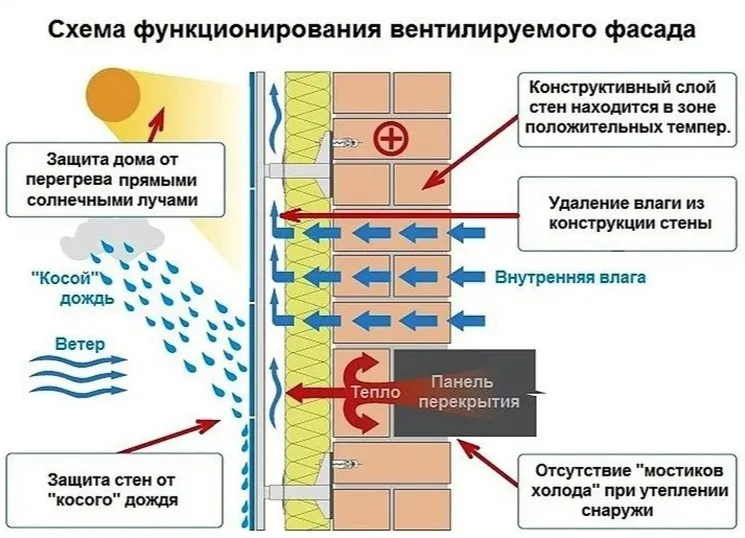 Схема функционирования вентилируемого фасада
Конструктивный слой
стен находится в зоне
положительных темпер.
Защита дома от
перегрева прямыми
солнечными лучами
Удаление влаги из
конструкции стены
"Косой"
дождь
Внутренняя влага
Ветер
Тепло
Панель
перекрытия
Защита стен от
"косого" дождя
Отсутствие "мостиков
холода" при утеплении
снаружи